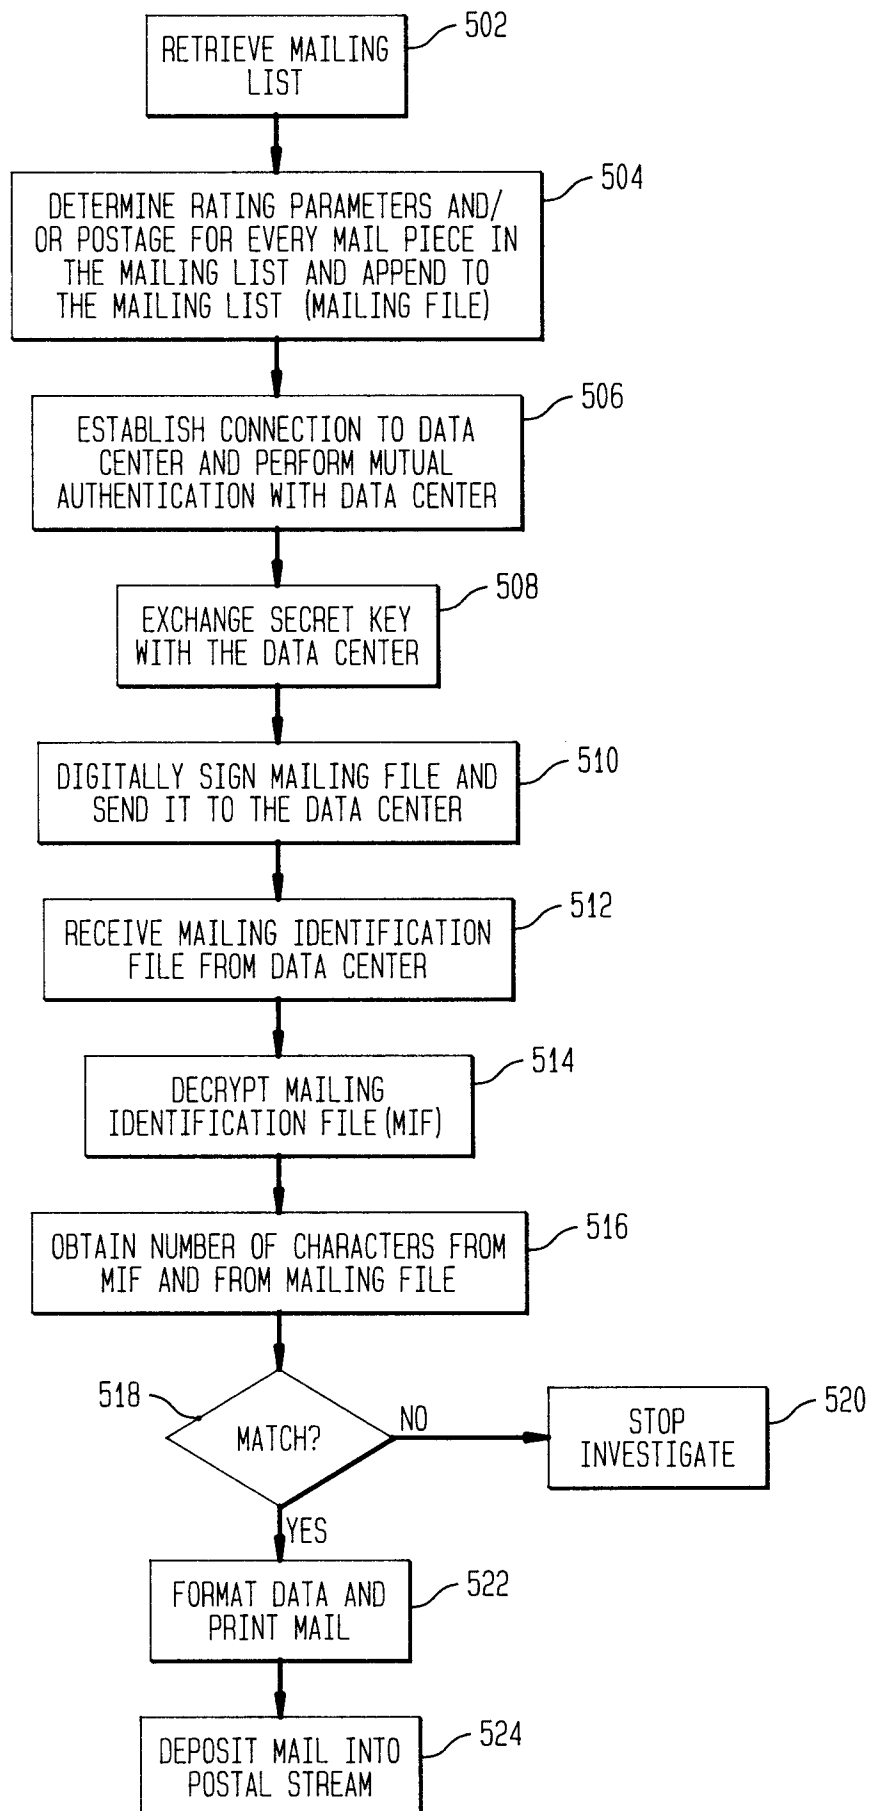 502
RETRIEVE MAILING
LIST
504
DETERMINE RATING PARAMETERS AND/
OR POSTAGE FOR EVERY MAIL PIECE IN
THE MAILING LIST AND APPEND TO
THE MAILING LIST (MAILING FILE)
506
ESTABLISH CONNECTION TO DATA
CENTER AND PERFORM MUTUAL
AUTHENTICATION WITH DATA CENTER
508
EXCHANGE SECRET KEY
WITH THE DATA CENTER
510
DIGITALLY SIGN MAILING FILE AND
SEND IT TO THE DATA CENTER
512
RECEIVE MAILING IDENTIFICATION
FILE FROM DATA CENTER
514
DECRYPT MAILING
IDENTIFICATION FILE (MIF)
516
OBTAIN NUMBER OF CHARACTERS FROM
MIF AND FROM MAILING FILE
518
MATCH?
NO
520
STOP
INVESTIGATE
YES
522
FORMAT DATA AND
PRINT MAIL
524
DEPOSIT MAIL INTO
POSTAL STREAM